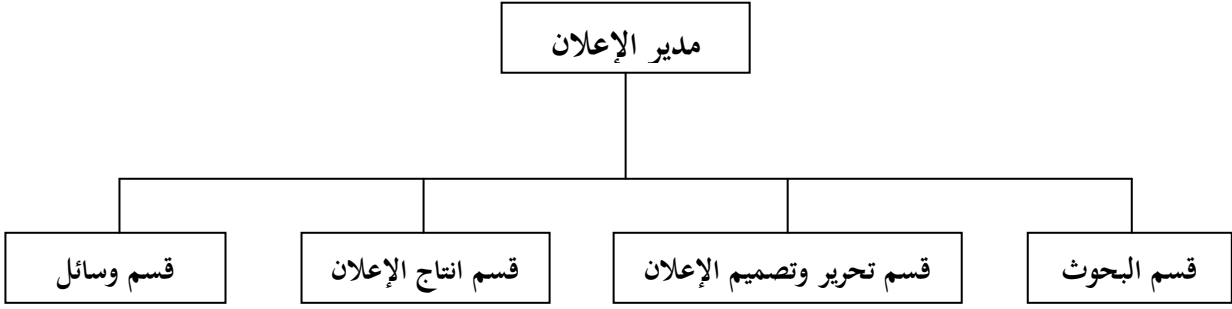 مدير الإعلان
قسم البحوث
قسم تحرير وتصميم الإعلان
قسم انتاج الإعلان
قسم وسائل